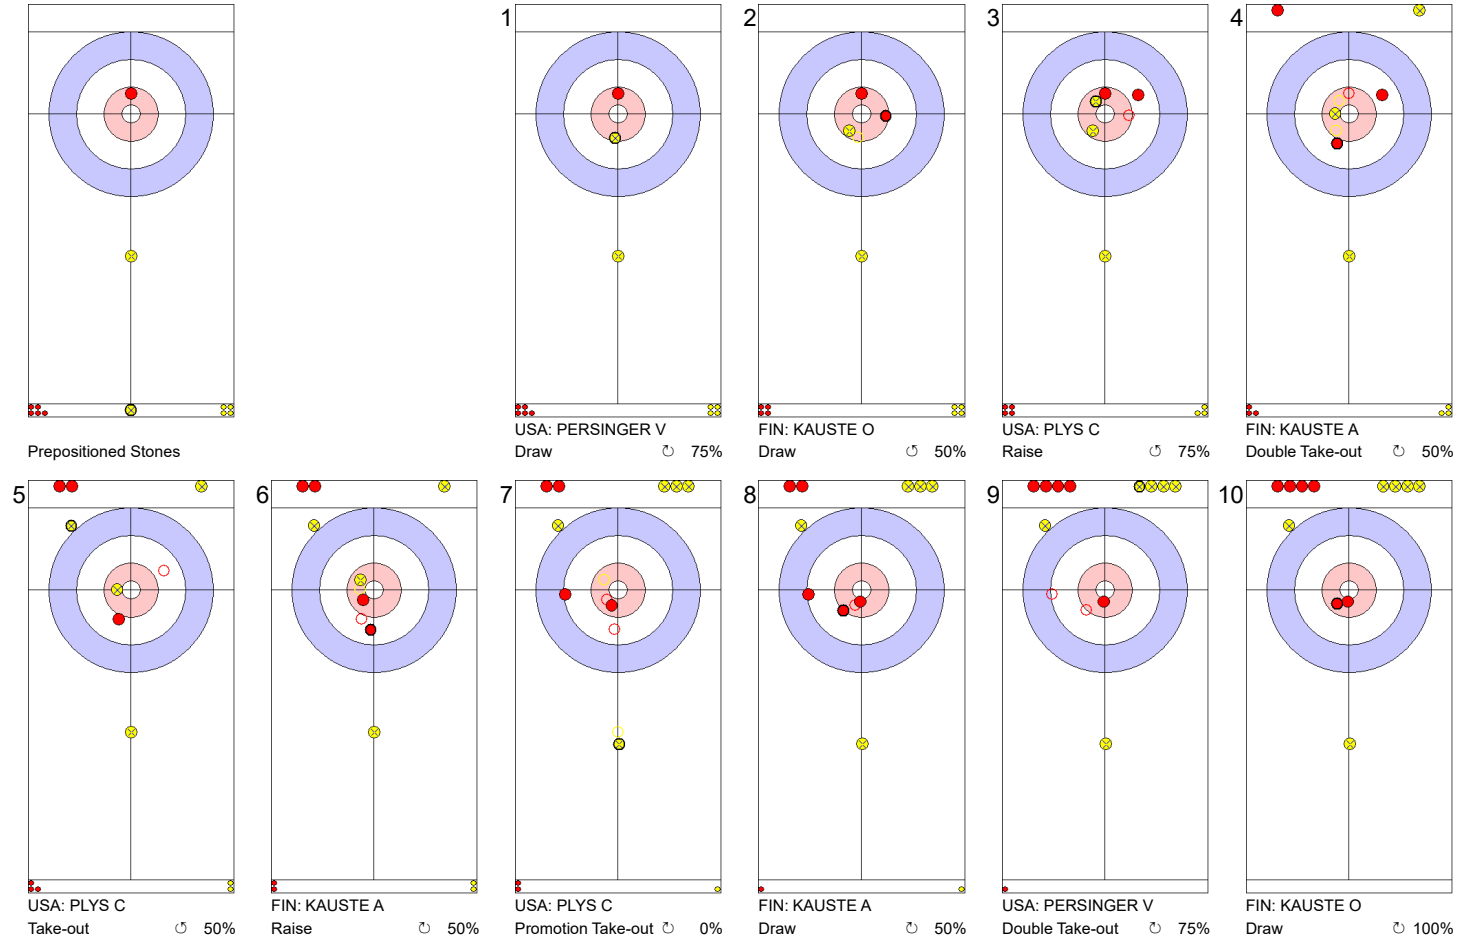 Prepositioned Stones
1
USA: PERSINGER V
Draw ↻ 75%
2
FIN: KAUSTE O
Draw ↺ 50%
3
USA: PLYS C
Raise ↺ 75%
4
FIN: KAUSTE A
Double Take-out ↻ 50%
5
USA: PLYS C
Take-out ↺ 50%
6
FIN: KAUSTE A
Raise ↻ 50%
7
USA: PLYS C
Promotion Take-out ↻ 0%
8
FIN: KAUSTE A
Draw ↻ 50%
9
USA: PERSINGER V
Double Take-out ↻ 75%
10
FIN: KAUSTE O
Draw ↻ 100%